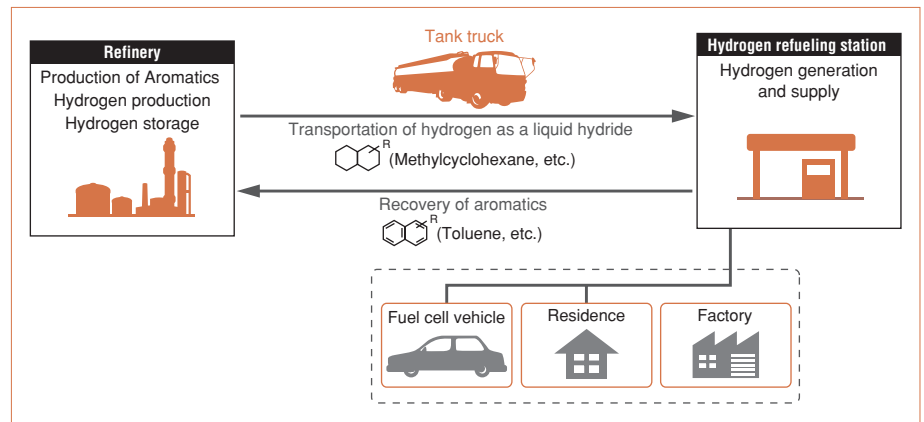 Refinery
Production of Aromatics
Hydrogen production
Hydrogen storage
Tank truck
Transportation of hydrogen as a liquid hydride
R
(Methylcyclohexane, etc.)
Recovery of aromatics
R
(Toluene, etc.)
Hydrogen refueling station
Hydrogen generation
and supply
Fuel cell vehicle
Residence
Factory